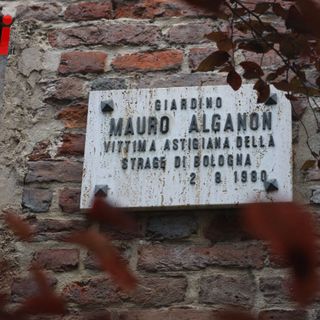 GIARDINO
MAURO ALGANON
VITTIMA ASTIGIANA DELLA
STRAGE DI BOLOGNA
2 8 1980